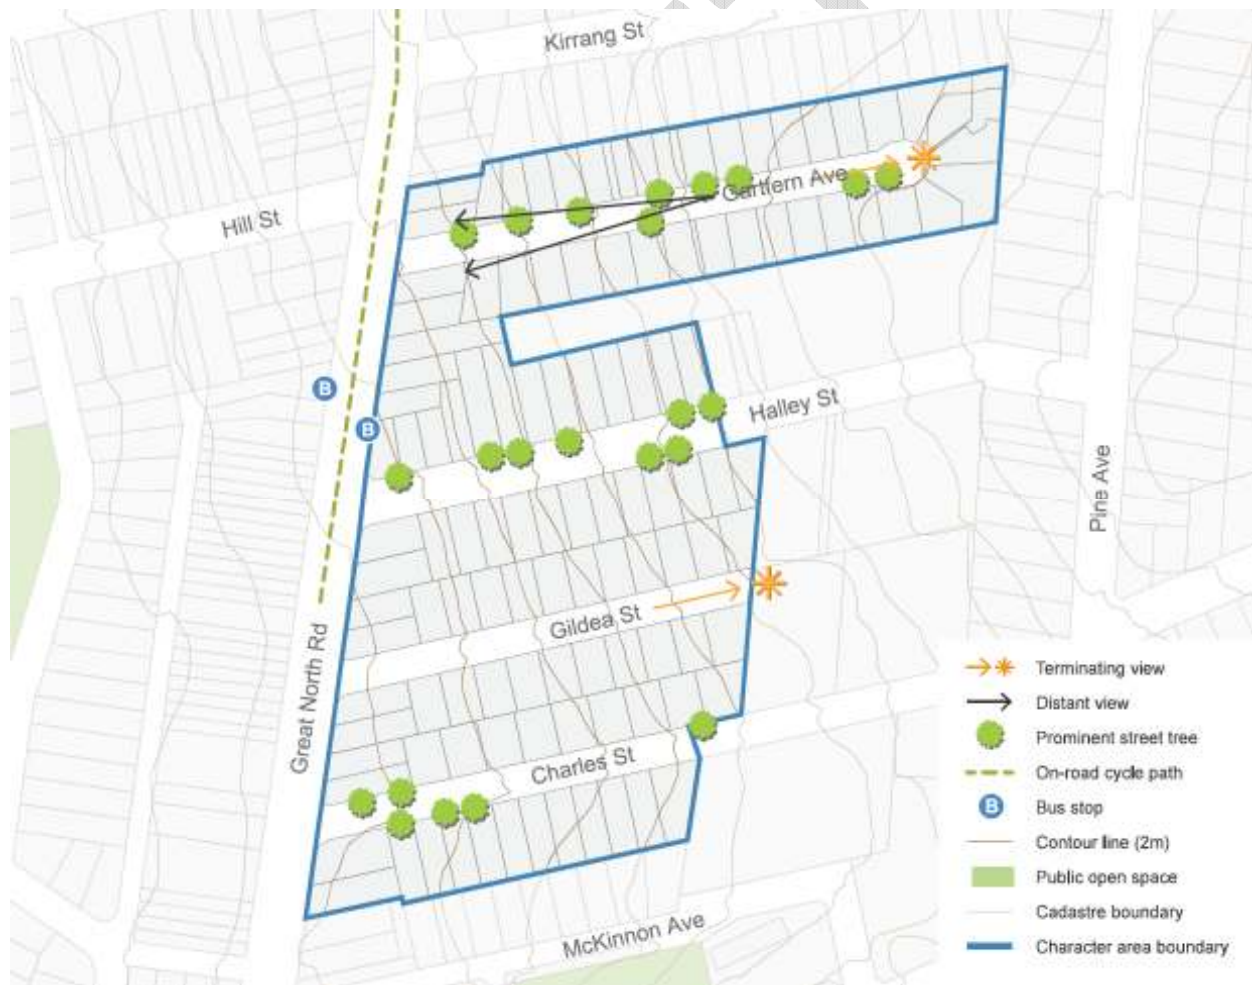 Kirrang St
Cartfern Ave
Hill St
B
B
Halley St
Pine Ave
Gildea St
Great North Rd
Charles St
McKinnon Ave
Terminating view
Distant view
Prominent street tree
On-road cycle path
B Bus stop
Contour line (2m)
Public open space
Cadastre boundary
Character area boundary